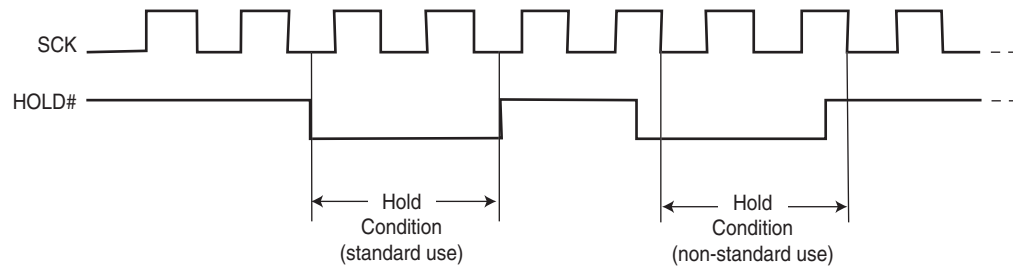 SCK
HOLD#
Hold
Condition
(standard use)
Hold
Condition
(non-standard use)